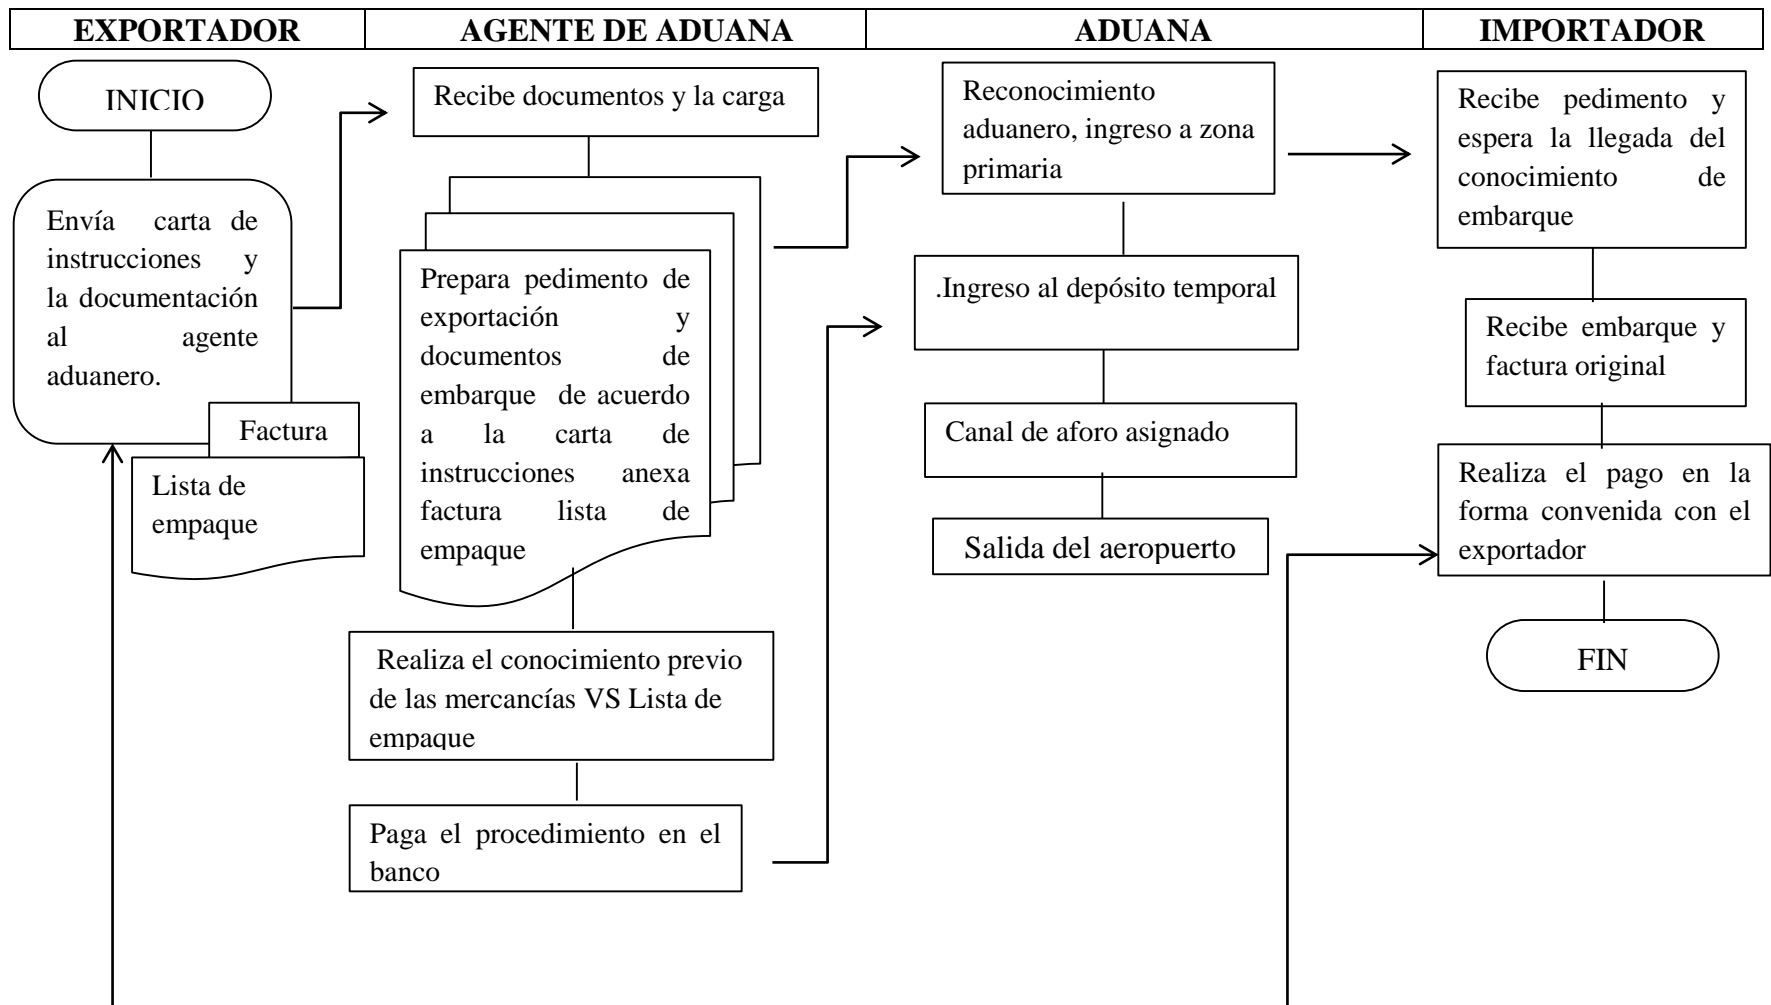 EXPORTADOR
AGENTE DE ADUANA
ADUANA
IMPORTADOR
INICIO
Envía carta de
instrucciones y
la documentación
al agente
aduanero.
Factura
Lista de
empaque
Recibe documentos y la carga
Prepara pedimento de
exportación y
documentos de
embarque de acuerdo
a la carta de
instrucciones anexa
factura lista de
empaque
Realiza el conocimiento previo
de las mercancías VS Lista de
empaque
Paga el procedimiento en el
banco
Reconocimiento
aduanero, ingreso a zona
primaria
.Ingreso al depósito temporal
Canal de aforo asignado
Salida del aeropuerto
Recibe pedimento y
espera la llegada del
conocimiento de
embarque
Recibe embarque y
factura original
Realiza el pago en la
forma convenida con el
exportador
FIN